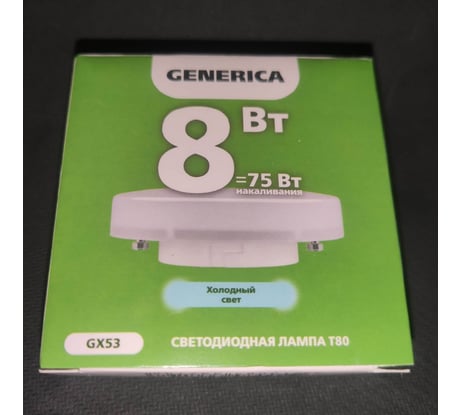 GENERICA
8 Вт
=75 Вт
накаливания
Холодный
свет
GX53
СВЕТОДИОДНАЯ ЛАМПА T80